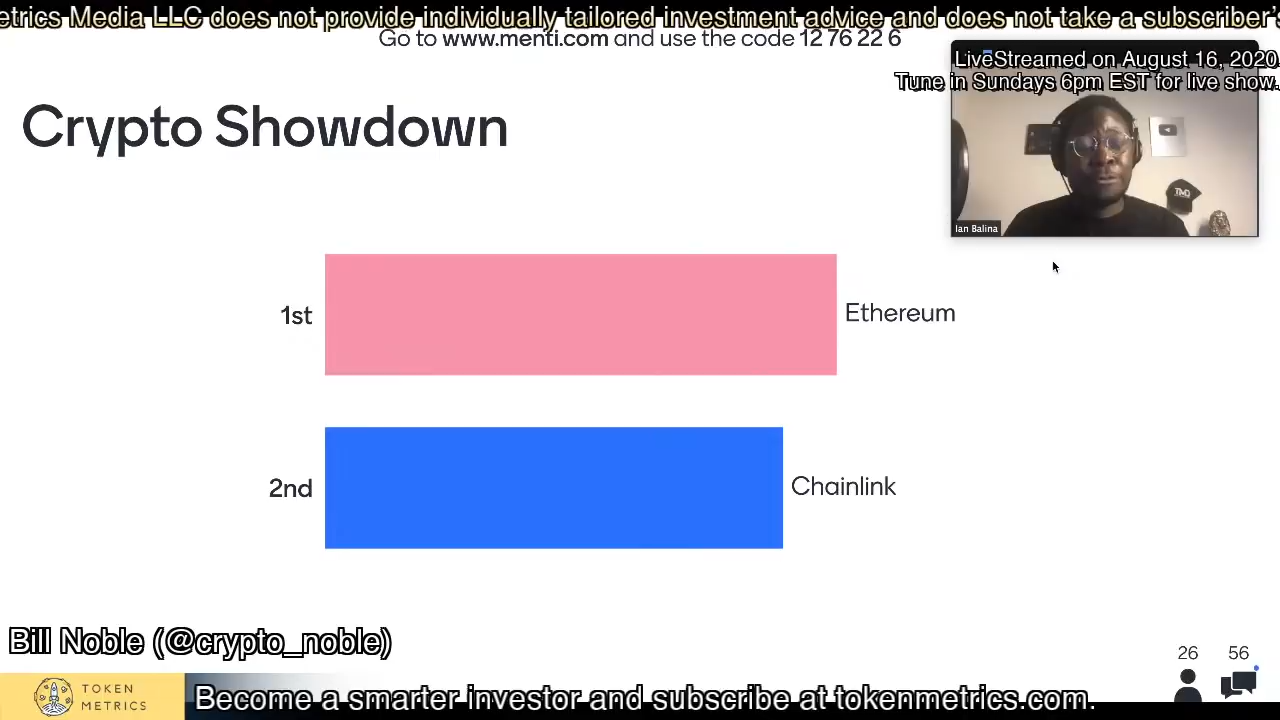 etrics Media LLC does not provide individually tailored investment advice and does not take a subscriber's
Go to www.menti.com and use the code 12 76 22 6
LiveStreamed on August 16, 2020.
Tune in Sundays 6pm EST for live show.
Crypto Showdown
Ian Balina
1st
Ethereum
2nd
Chainlink
Bill Noble (@crypto_noble)
26
56
TOKEN
METRICS
Become a smarter investor and subscribe at tokenmetrics.com.